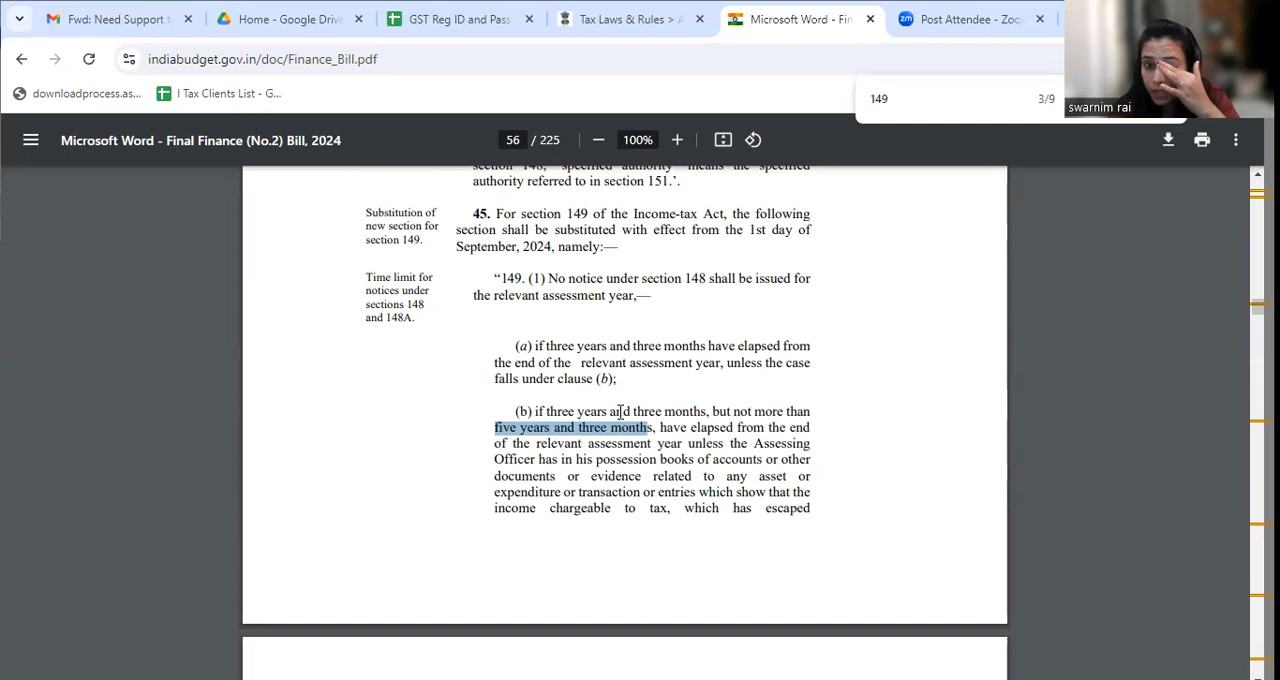 Fwd: Need Support t
Home - Google Drive
GST Reg ID and Pass
Tax Laws & Rules > A
Microsoft Word - Fin
Post Attendee - Zoo
indiabudget.gov.in/doc/Finance_Bill.pdf
downloadprocess.as...
I Tax Clients List - G...
149
3/9
swarnim rai
Microsoft Word - Final Finance (No.2) Bill, 2024
56 / 225
100%
section 148, "specified authority" means the specified
authority referred to in section 151.'.
Substitution of
new section for
section 149.
45. For section 149 of the Income-tax Act, the following
section shall be substituted with effect from the 1st day of
September, 2024, namely:—
Time limit for
notices under
sections 148
and 148A.
“149. (1) No notice under section 148 shall be issued for
the relevant assessment year,—
(a) if three years and three months have elapsed from
the end of the relevant assessment year, unless the case
falls under clause (b);
(b) if three years and three months, but not more than
five years and three months, have elapsed from the end
of the relevant assessment year unless the Assessing
Officer has in his possession books of accounts or other
documents or evidence related to any asset or
expenditure or transaction or entries which show that the
income chargeable to tax, which has escaped